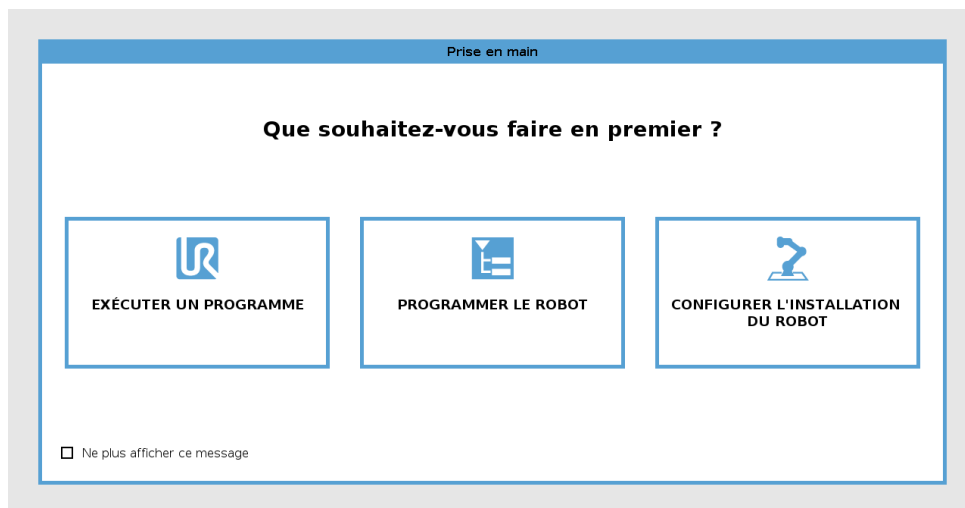 Prise en main
Que souhaitez-vous faire en premier ?
UR
EXÉCUTER UN PROGRAMME
PROGRAMMER LE ROBOT
CONFIGURER L'INSTALLATION
DU ROBOT
Ne plus afficher ce message